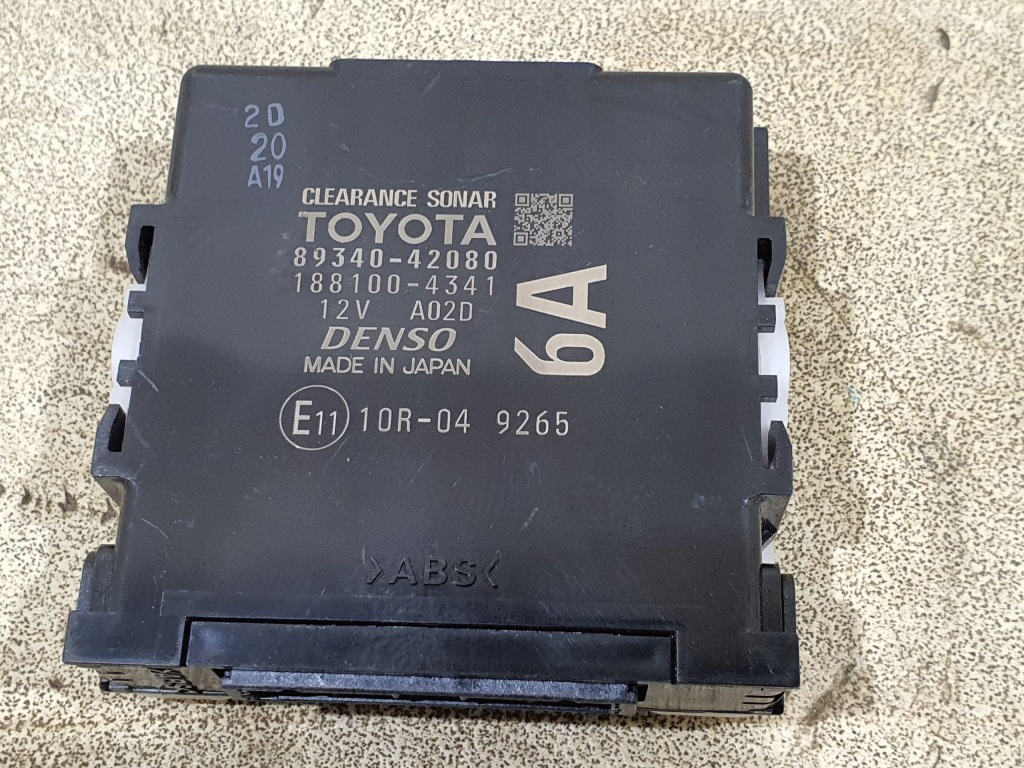 2D
20
A19
CLEARANCE SONAR
TOYOTA
89340-42080
188100-4341
12V A02D
DENSO
MADE IN JAPAN
6A
E11 10R-04 9265
>ABS<